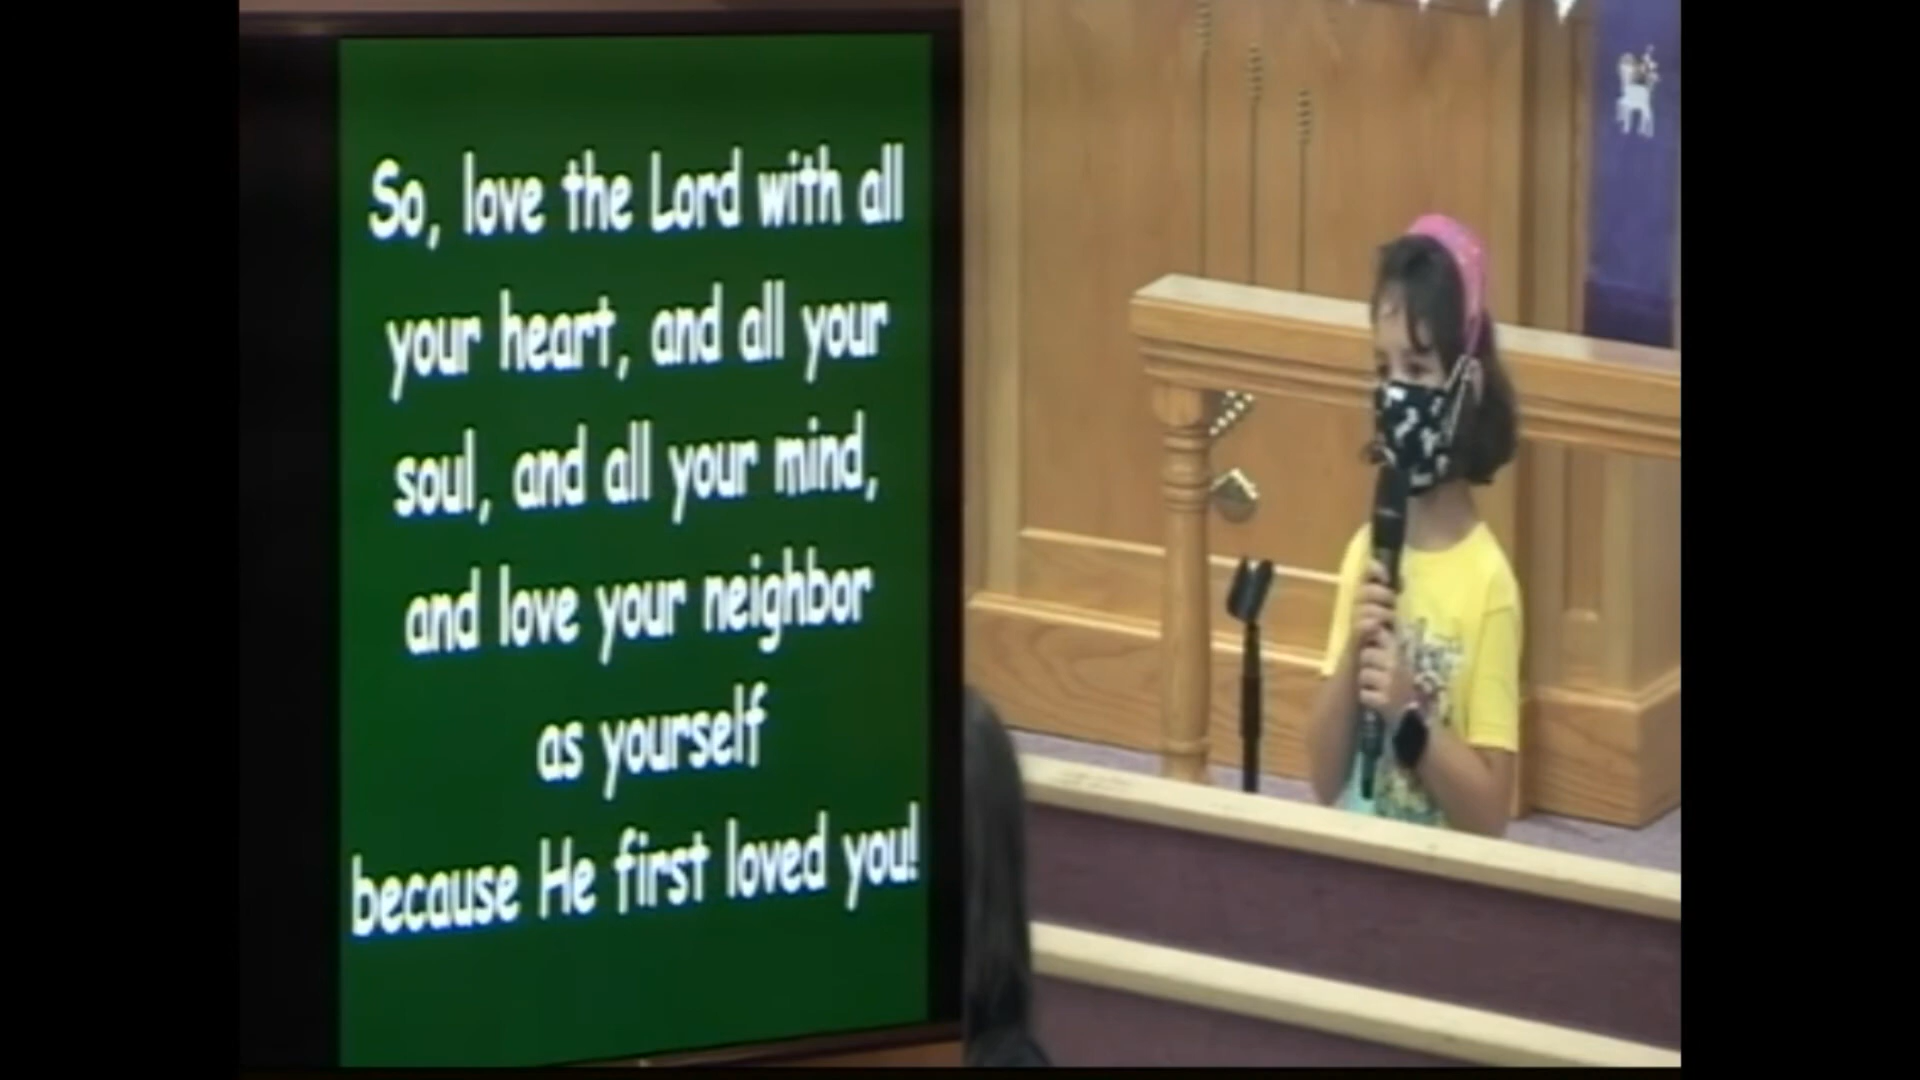 So, love the Lord with all
your heart, and all your
soul, and all your mind,
and love your neighbor
as yourself
because He first loved you!